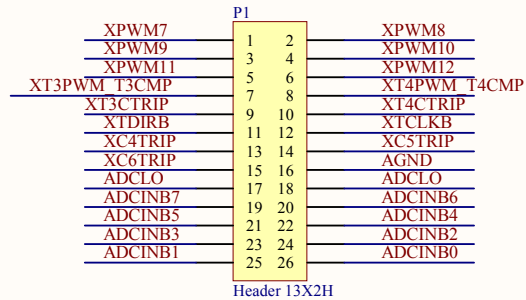 P1
XPWM7 1 2 XPWM8
XPWM9 3 4 XPWM10
XPWM11 5 6 XPWM12
XT3PWM_T3CMP 7 8 XT4PWM_T4CMP
XT3CTRIP 9 10 XT4CTRIP
XTDIRB 11 12 XTCLKB
XC4TRIP 13 14 XC5TRIP
XC6TRIP 15 16 AGND
ADCLO 17 18 ADCLO
ADCINB7 19 20 ADCINB6
ADCINB5 21 22 ADCINB4
ADCINB3 23 24 ADCINB2
ADCINB1 25 26 ADCINB0
Header 13X2H